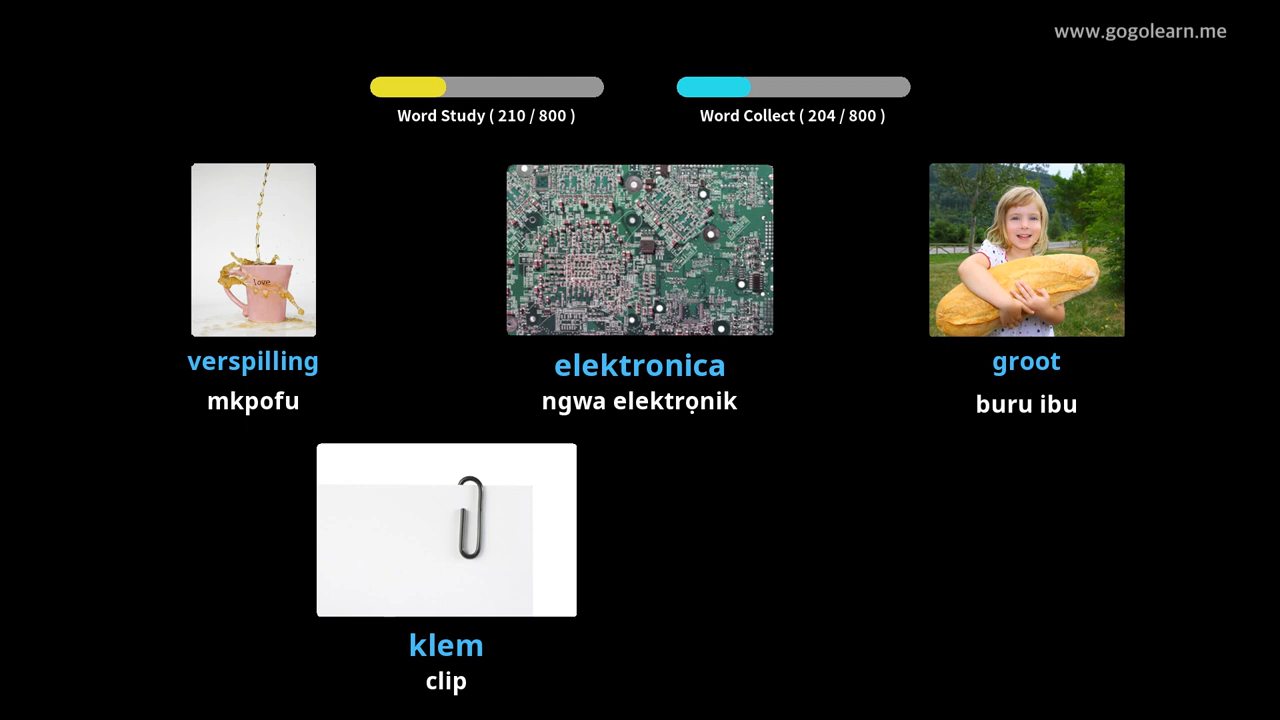 www.gogolearn.me
Word Study ( 210 / 800 )
Word Collect ( 204 / 800 )
love
verspilling
elektronica
groot
mkpofu
ngwa elektrọnik
buru ibu
klem
clip